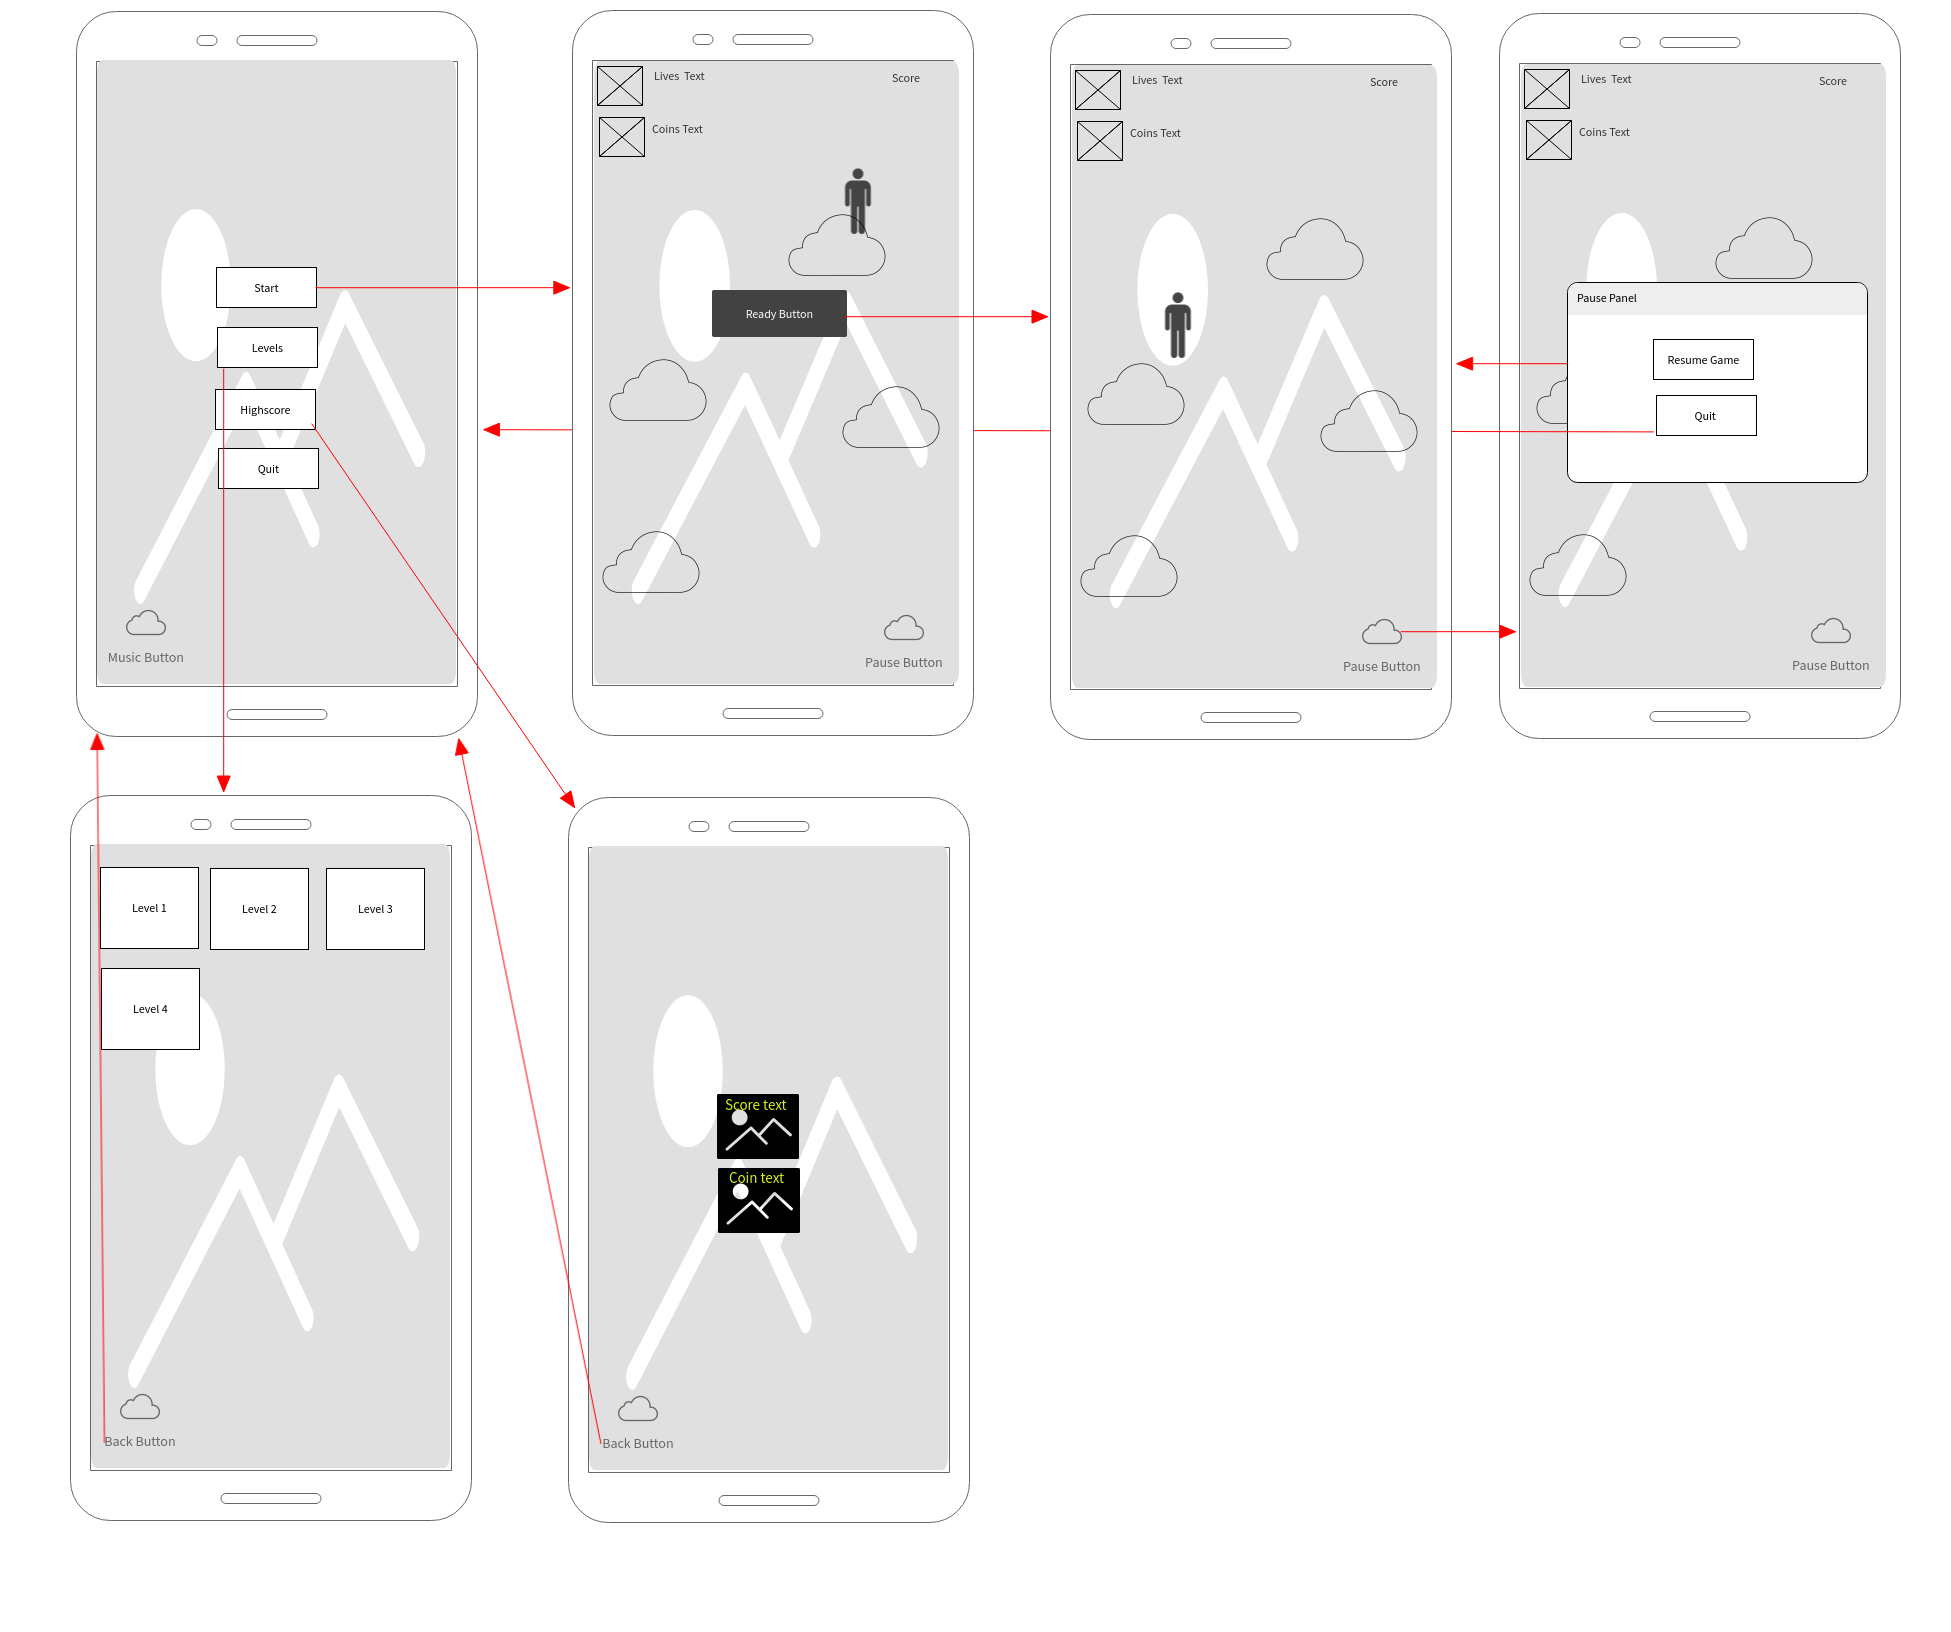 Start
Levels
Highscore
Quit
Music Button
Lives  Text
Score
Coins Text
Ready Button
Pause Button
Lives  Text
Score
Coins Text
Pause Button
Lives  Text
Score
Coins Text
Pause Panel
Resume Game
Quit
Pause Button
Level 1
Level 2
Level 3
Level 4
Back Button
Score text
Coin text
Back Button